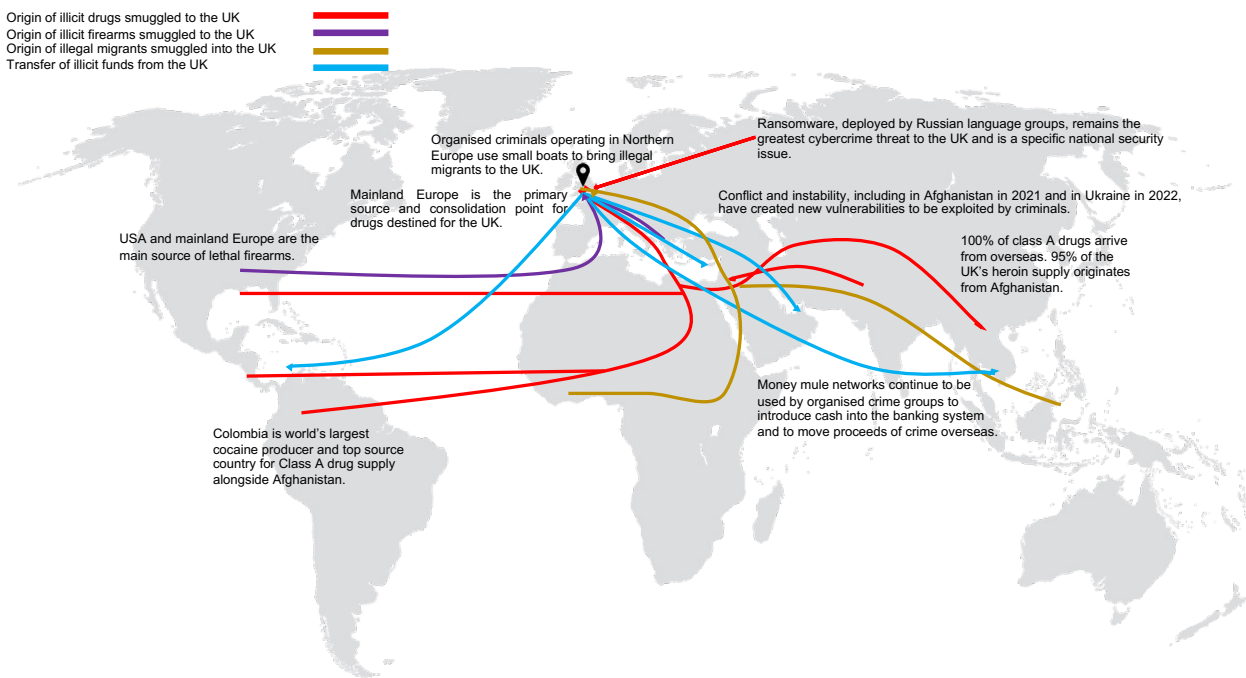 Origin of illicit drugs smuggled to the UK
Origin of illicit firearms smuggled to the UK
Origin of illegal migrants smuggled into the UK
Transfer of illicit funds from the UK
Ransomware, deployed by Russian language groups, remains the
greatest cybercrime threat to the UK and is a specific national security
issue.
Organised criminals operating in Northern
Europe use small boats to bring illegal
migrants to the UK.
Mainland Europe is the primary
source and consolidation point for
drugs destined for the UK.
Conflict and instability, including in Afghanistan in 2021 and in Ukraine in 2022,
have created new vulnerabilities to be exploited by criminals.
USA and mainland Europe are the
main source of lethal firearms.
100% of class A drugs arrive
from overseas. 95% of the
UK's heroin supply originates
from Afghanistan.
Money mule networks continue to be
used by organised crime groups to
introduce cash into the banking system
and to move proceeds of crime overseas.
Colombia is world's largest
cocaine producer and top source
country for Class A drug supply
alongside Afghanistan.